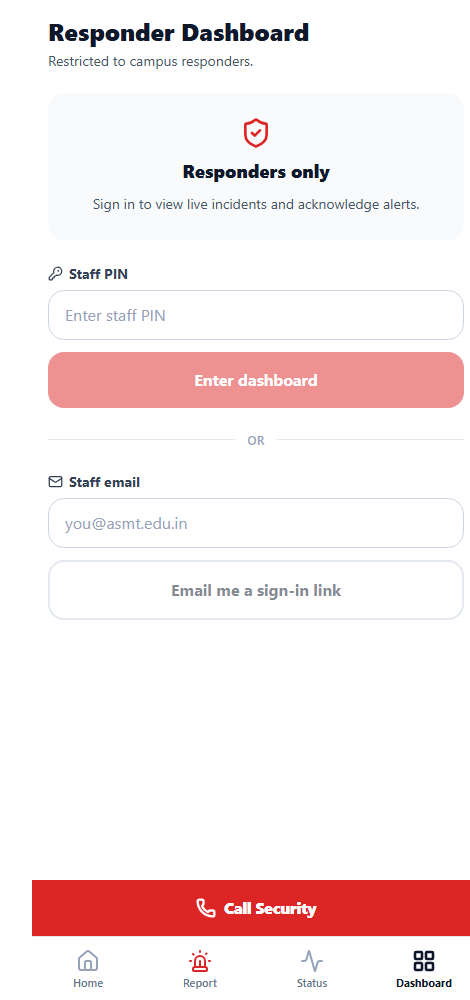 Responder Dashboard
Restricted to campus responders.
Responders only
Sign in to view live incidents and acknowledge alerts.
Staff PIN
Enter staff PIN
Enter dashboard
OR
Staff email
you@asmt.edu.in
Email me a sign-in link
Call Security
Home Report Status Dashboard